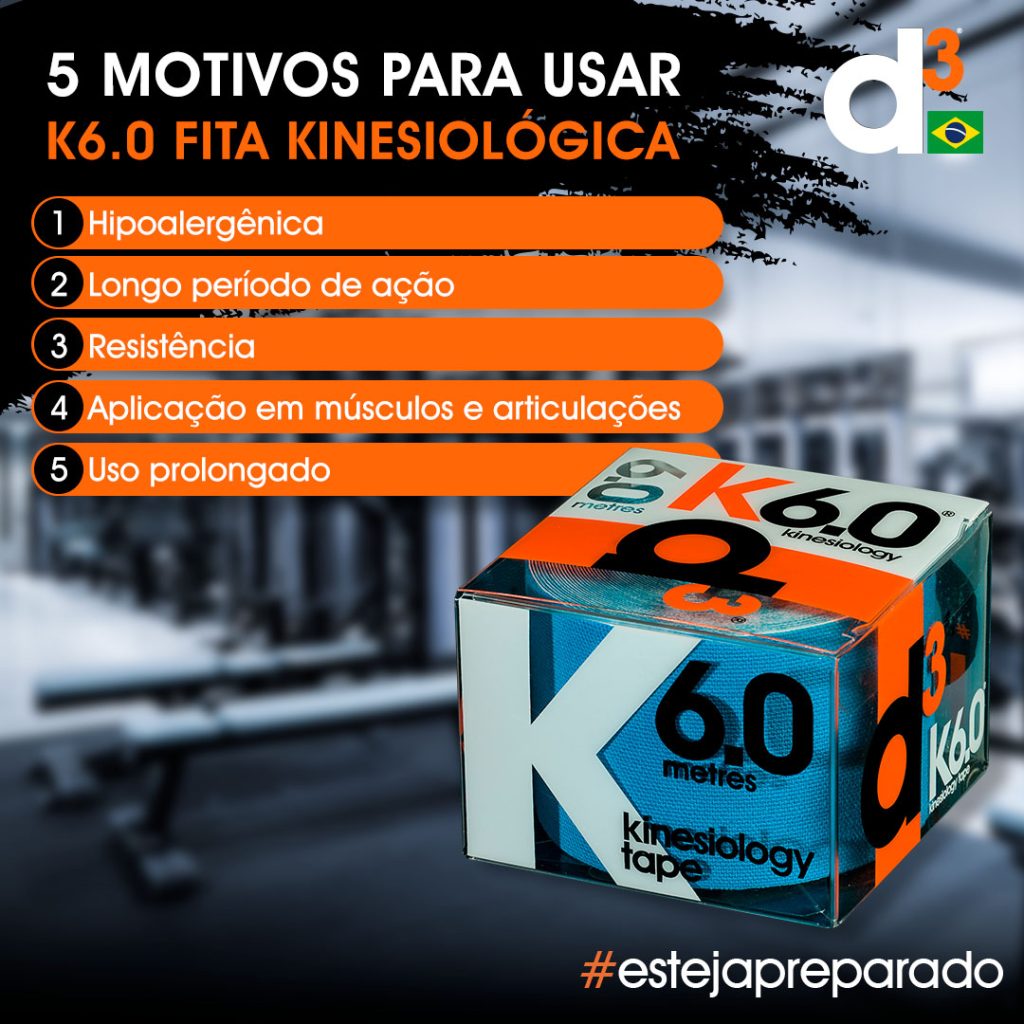 5 MOTIVOS PARA USAR
K6.0 FITA KINESIOLÓGICA
d3®
1 Hipoalergênica
2 Longo período de ação
3 Resistência
4 Aplicação em músculos e articulações
5 Uso prolongado
6.0
metres
K6.0®
kinesiology
d3®
K
6.0
metres
kinesiology
tape
d3
K6.0
kinesiology tape
#estejapreparado